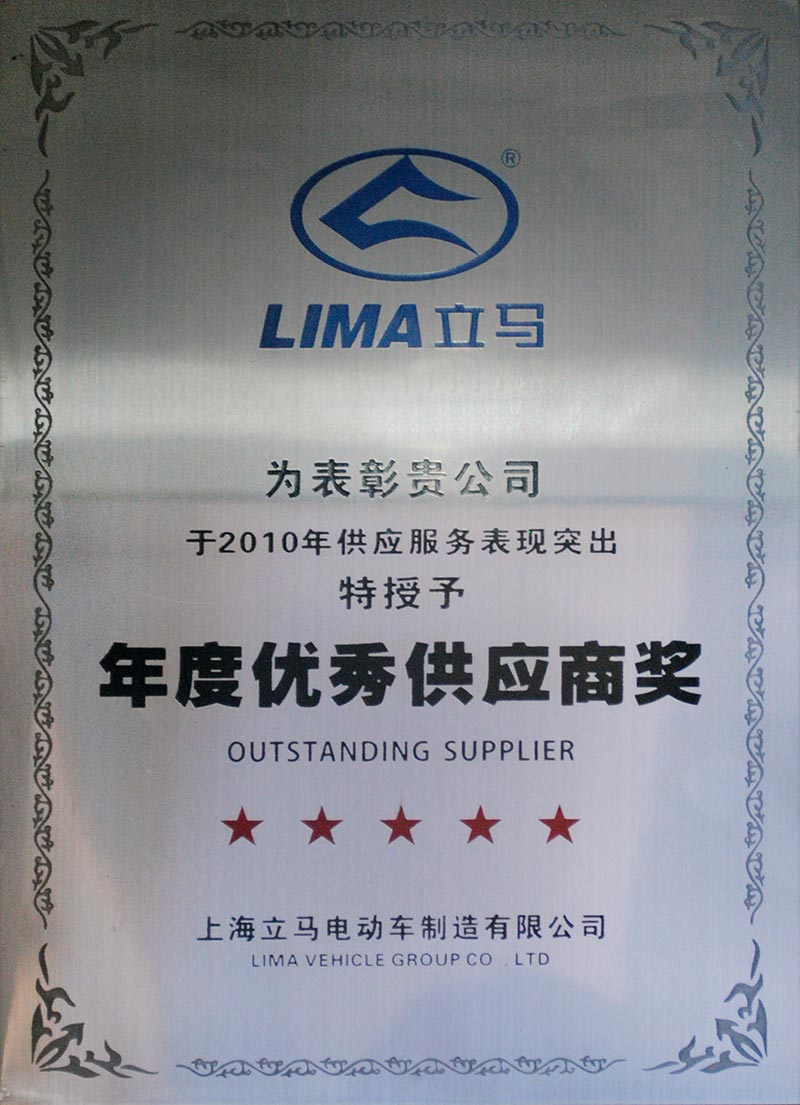 ®
LIMA立马
为表彰贵公司
于2010年供应服务表现突出
特授予
年度优秀供应商奖
OUTSTANDING SUPPLIER
上海立马电动车制造有限公司
LIMA VEHICLE GROUP CO . LTD